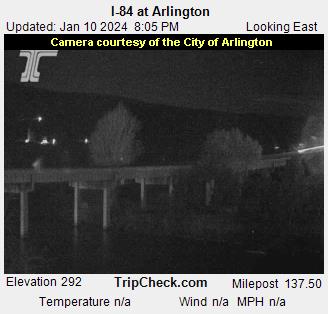 I-84 at Arlington
Updated: Jan 10 2024 8:05 PM Looking East
Camera courtesy of the City of Arlington
Elevation 292 TripCheck.com Milepost 137.50
Temperature n/a Wind n/a MPH n/a